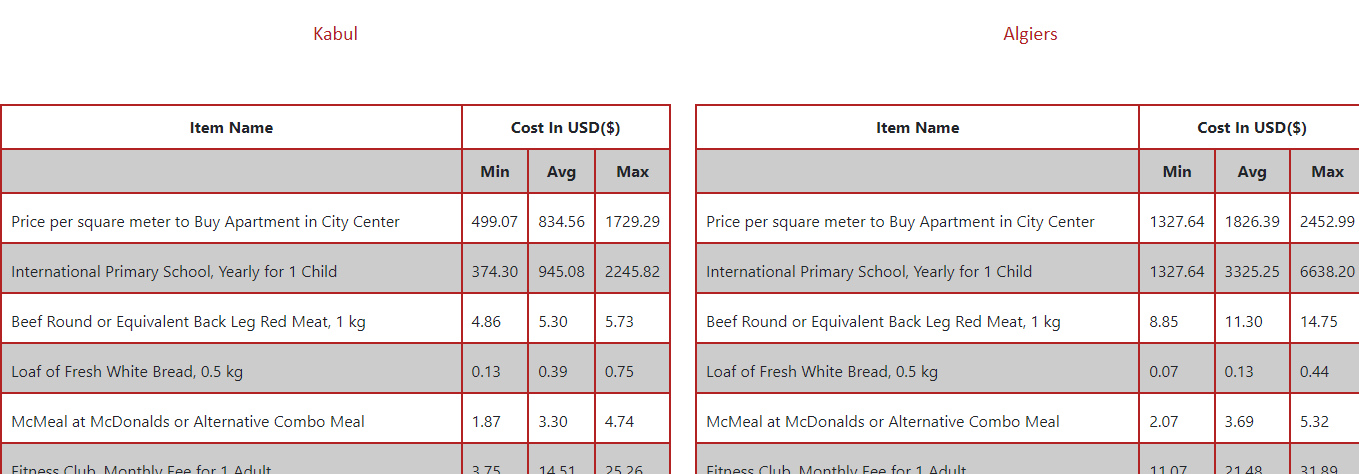 Kabul
Algiers
Item Name Cost In USD($)
Min Avg Max
Price per square meter to Buy Apartment in City Center 499.07 834.56 1729.29
International Primary School, Yearly for 1 Child 374.30 945.08 2245.82
Beef Round or Equivalent Back Leg Red Meat, 1 kg 4.86 5.30 5.73
Loaf of Fresh White Bread, 0.5 kg 0.13 0.39 0.75
McMeal at McDonalds or Alternative Combo Meal 1.87 3.30 4.74
Fitness Club, Monthly Fee for 1 Adult 3.75 14.51 25.26
Item Name Cost In USD($)
Min Avg Max
Price per square meter to Buy Apartment in City Center 1327.64 1826.39 2452.99
International Primary School, Yearly for 1 Child 1327.64 3325.25 6638.20
Beef Round or Equivalent Back Leg Red Meat, 1 kg 8.85 11.30 14.75
Loaf of Fresh White Bread, 0.5 kg 0.07 0.13 0.44
McMeal at McDonalds or Alternative Combo Meal 2.07 3.69 5.32
Fitness Club, Monthly Fee for 1 Adult 11.07 21.48 31.89